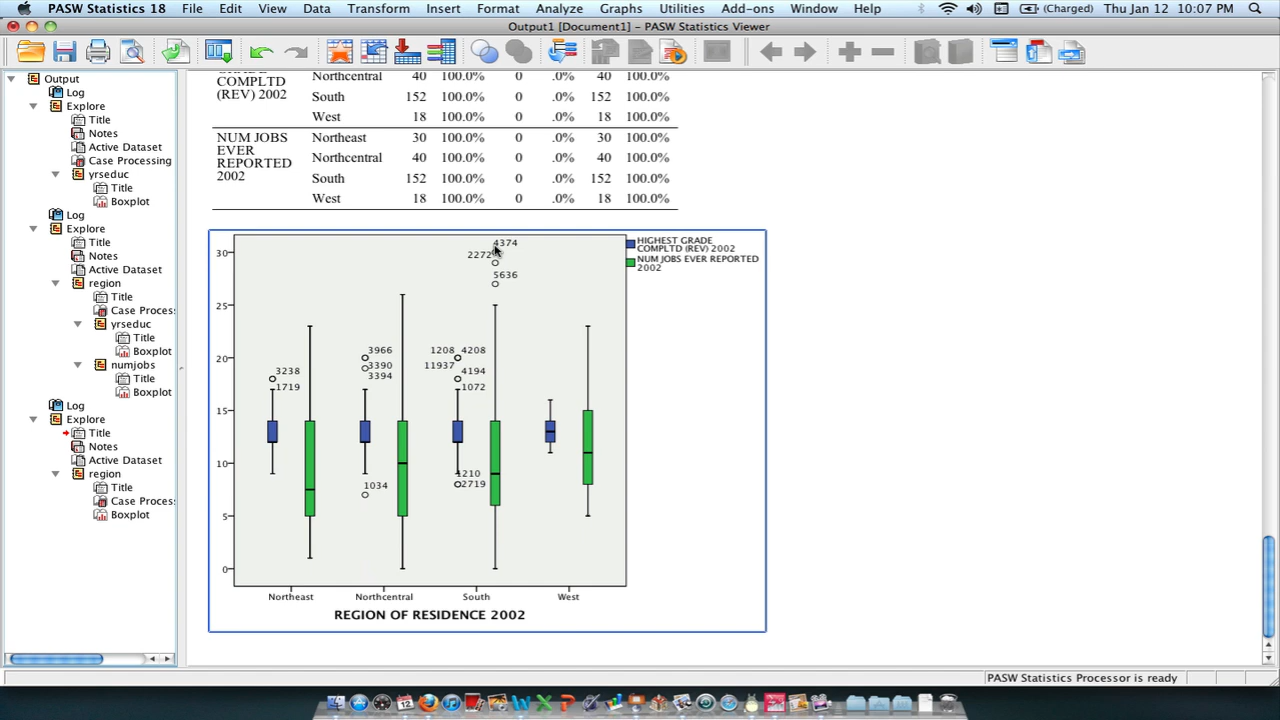 PASW Statistics 18 File Edit View Data Transform Insert Format Analyze Graphs Utilities Add-ons Window Help (Charged) Thu Jan 12 10:07 PM
Output1 [Document1] — PASW Statistics Viewer
Output
Log
Explore
Title
Notes
Active Dataset
Case Processing
yrseduc
Title
Boxplot
Log
Explore
Title
Notes
Active Dataset
region
Title
Case Proces:
yrseduc
Title
Boxplot
numjobs
Title
Boxplot
Log
Explore
Title
Notes
Active Dataset
region
Title
Case Proces:
Boxplot
COMPLTD
(REV) 2002
Northcentral 40 100.0% 0 .0% 40 100.0%
South 152 100.0% 0 .0% 152 100.0%
West 18 100.0% 0 .0% 18 100.0%
NUM JOBS
EVER
REPORTED
2002
Northeast 30 100.0% 0 .0% 30 100.0%
Northcentral 40 100.0% 0 .0% 40 100.0%
South 152 100.0% 0 .0% 152 100.0%
West 18 100.0% 0 .0% 18 100.0%
HIGHEST GRADE
COMPLTD (REV) 2002
NUM JOBS EVER REPORTED
2002
30
25
20
15
10
5
0
4374
2272
5636
3238
1719
3966
3390
3394
1034
1208 4208
11937
4194
1072
1210
2719
Northeast Northcentral South West
REGION OF RESIDENCE 2002
PASW Statistics Processor is ready
12